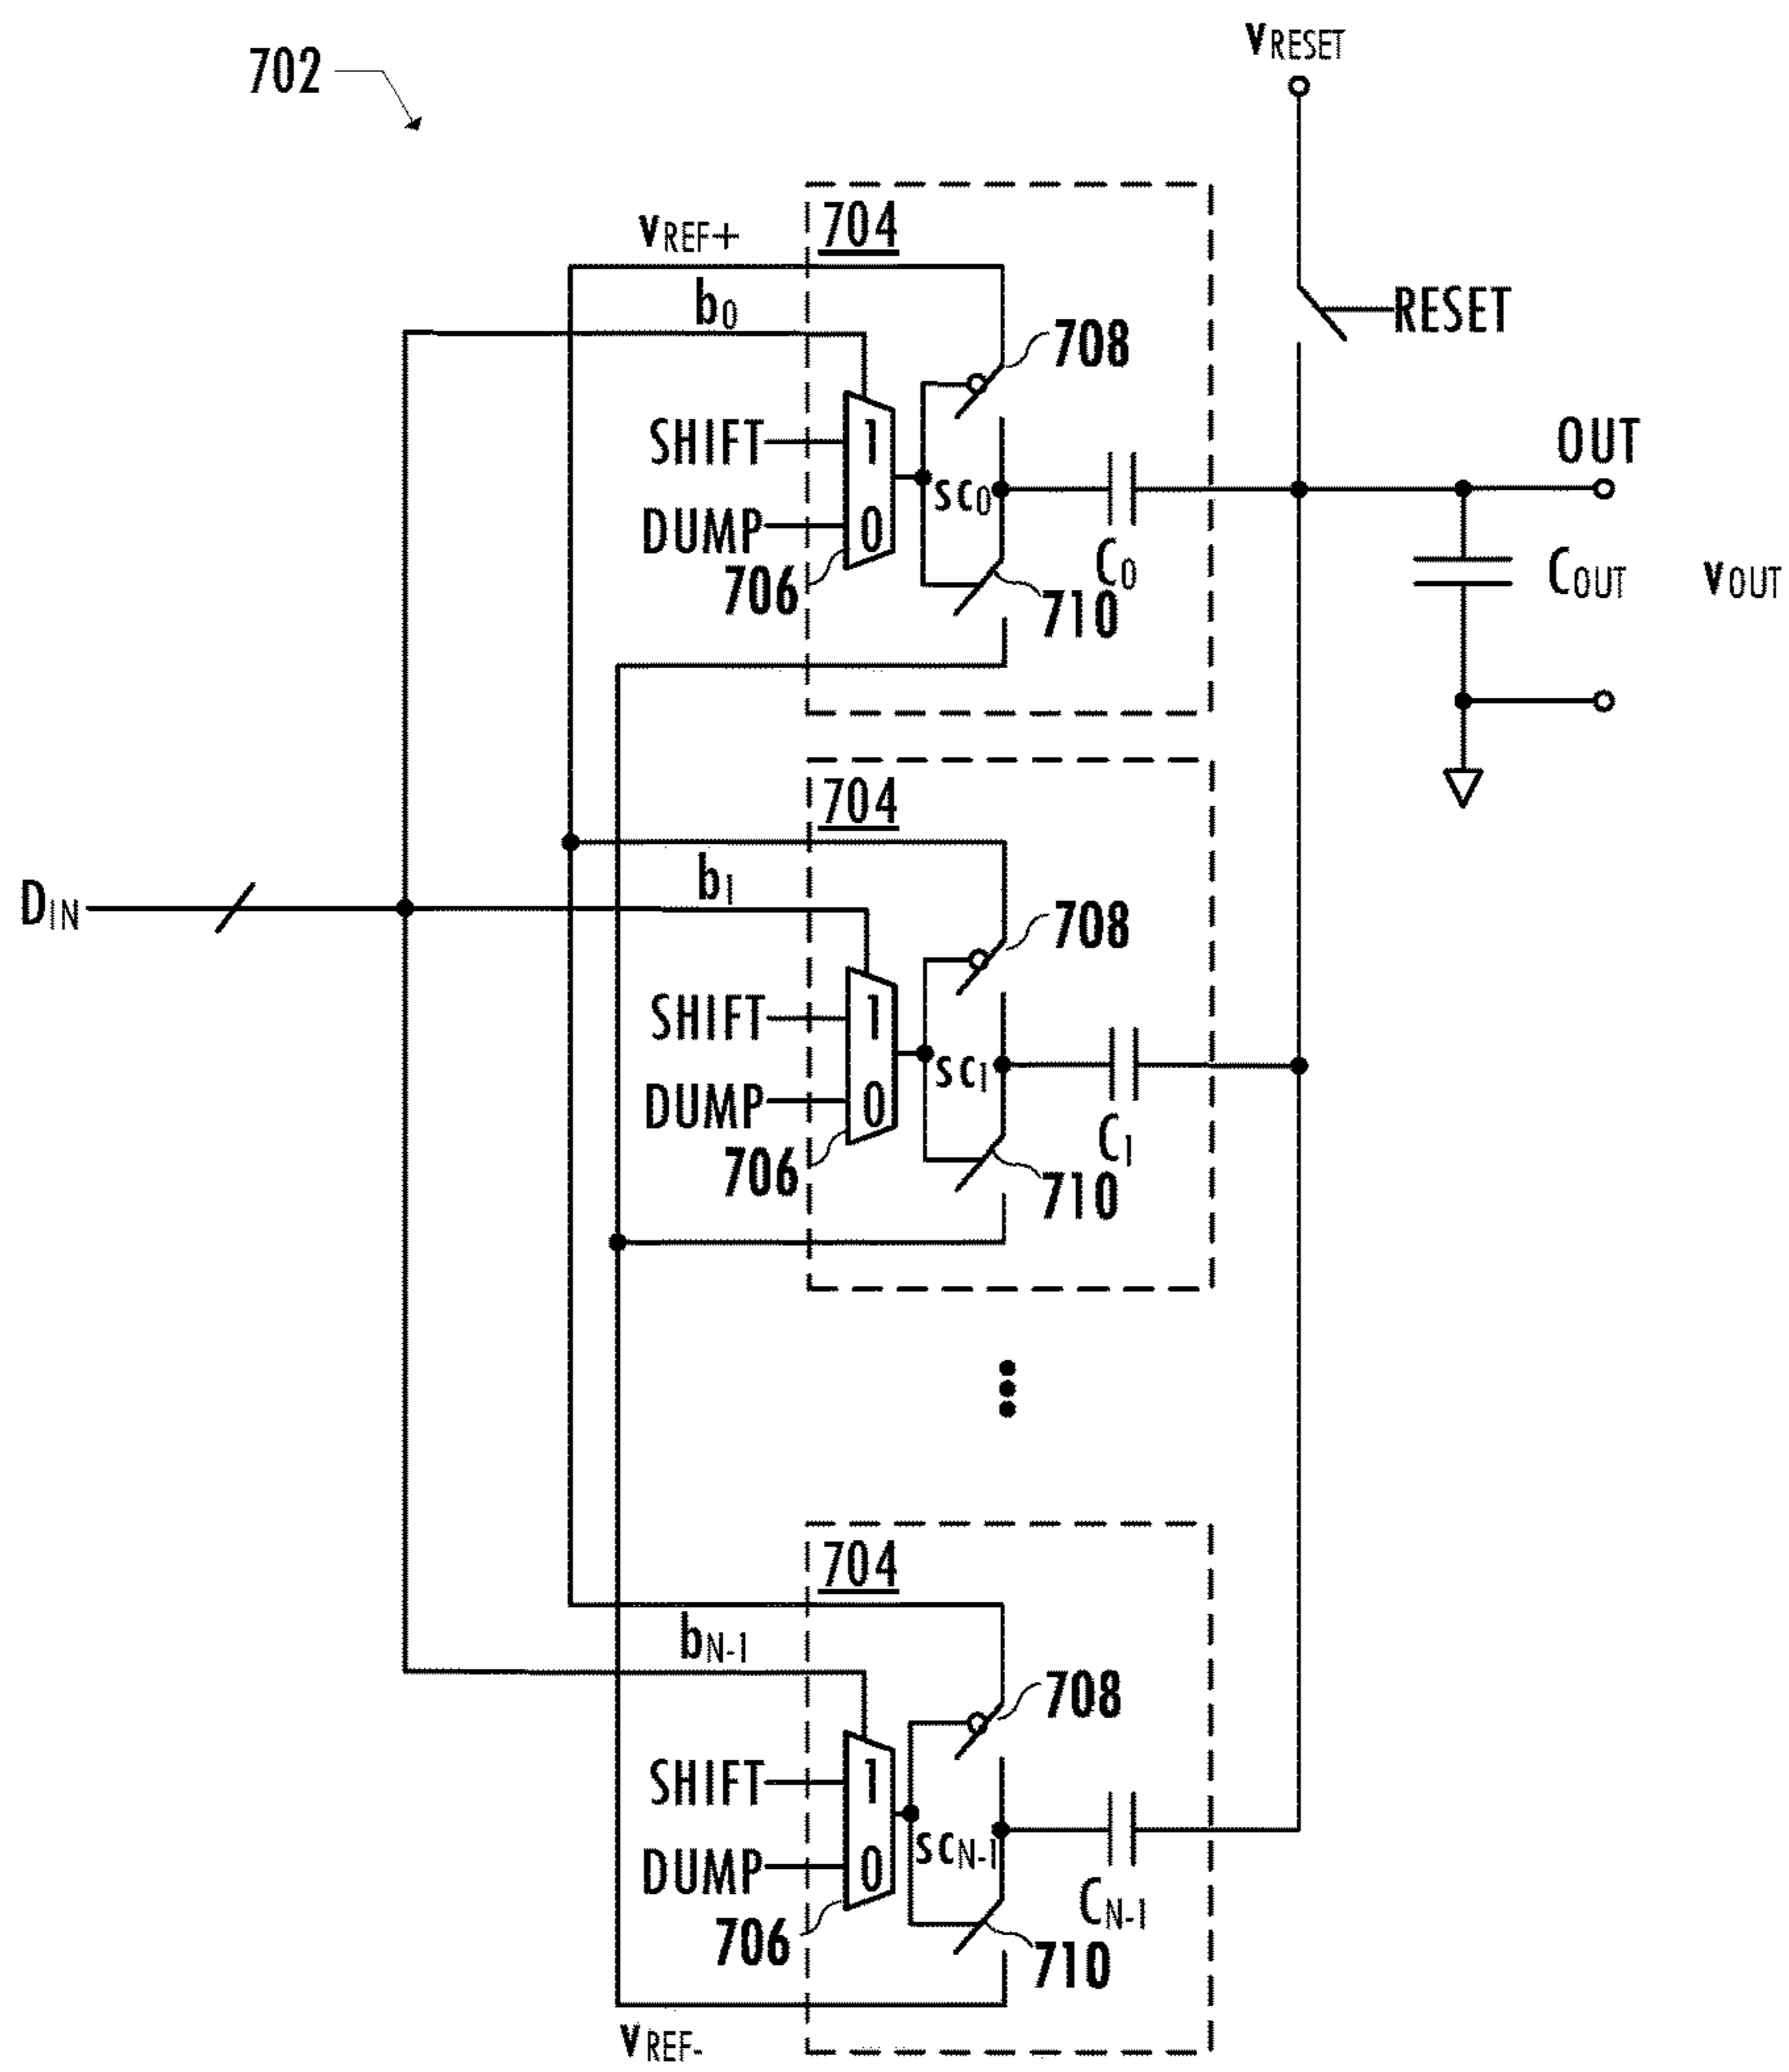 702
VRESET
704
VREF+
b0
708
RESET
SHIFT
1
OUT
sc0
DUMP
0
C0
COUT
VOUT
706
710
704
b1
DIN
708
SHIFT
1
sc1
DUMP
0
C1
706
710
704
bN-1
708
SHIFT
1
scN-1
DUMP
0
CN-1
706
710
VREF-